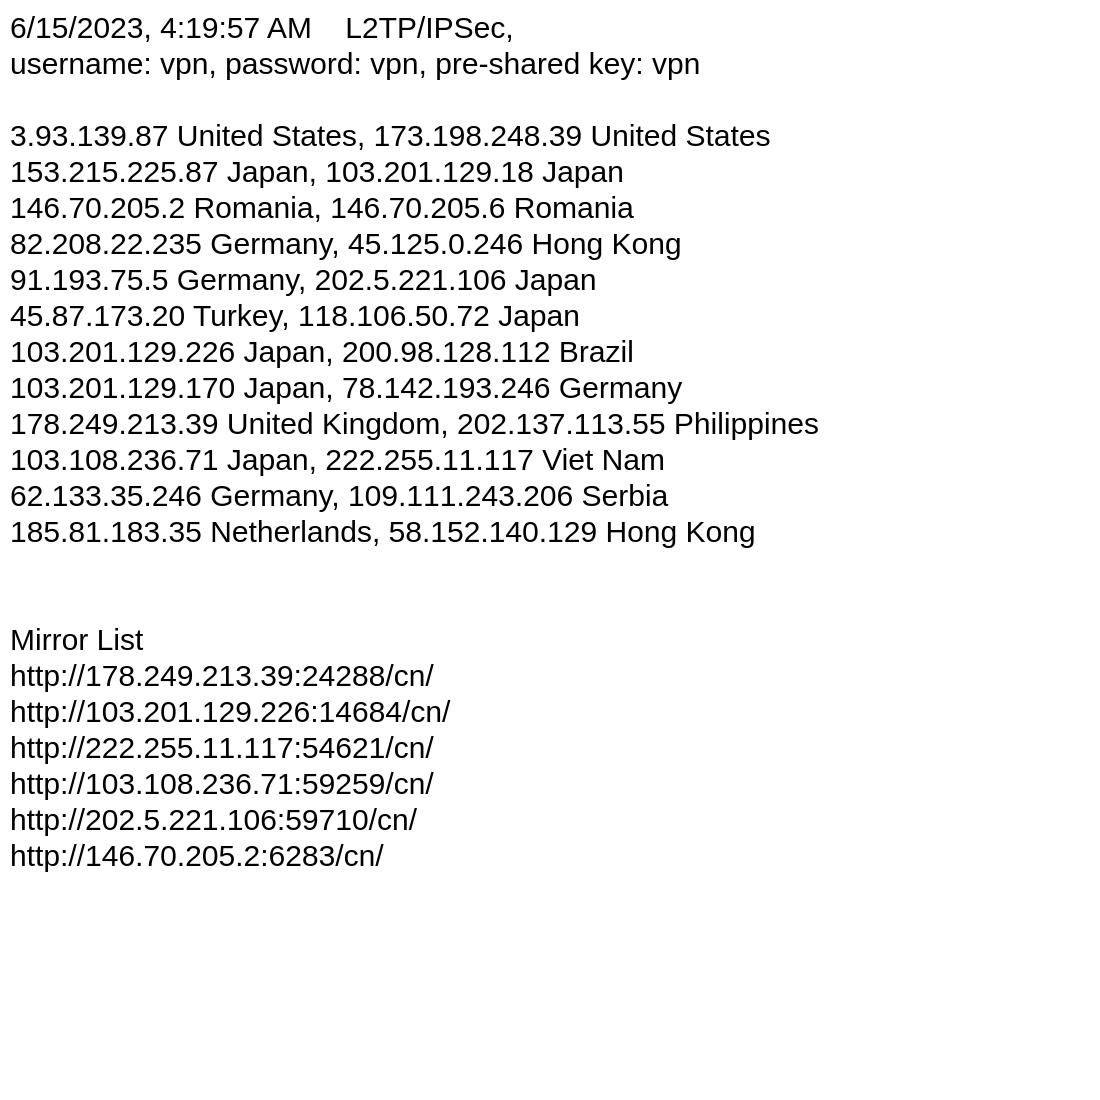 6/15/2023, 4:19:57 AM    L2TP/IPSec,
username: vpn, password: vpn, pre-shared key: vpn
3.93.139.87 United States, 173.198.248.39 United States
153.215.225.87 Japan, 103.201.129.18 Japan
146.70.205.2 Romania, 146.70.205.6 Romania
82.208.22.235 Germany, 45.125.0.246 Hong Kong
91.193.75.5 Germany, 202.5.221.106 Japan
45.87.173.20 Turkey, 118.106.50.72 Japan
103.201.129.226 Japan, 200.98.128.112 Brazil
103.201.129.170 Japan, 78.142.193.246 Germany
178.249.213.39 United Kingdom, 202.137.113.55 Philippines
103.108.236.71 Japan, 222.255.11.117 Viet Nam
62.133.35.246 Germany, 109.111.243.206 Serbia
185.81.183.35 Netherlands, 58.152.140.129 Hong Kong
Mirror List
http://178.249.213.39:24288/cn/
http://103.201.129.226:14684/cn/
http://222.255.11.117:54621/cn/
http://103.108.236.71:59259/cn/
http://202.5.221.106:59710/cn/
http://146.70.205.2:6283/cn/